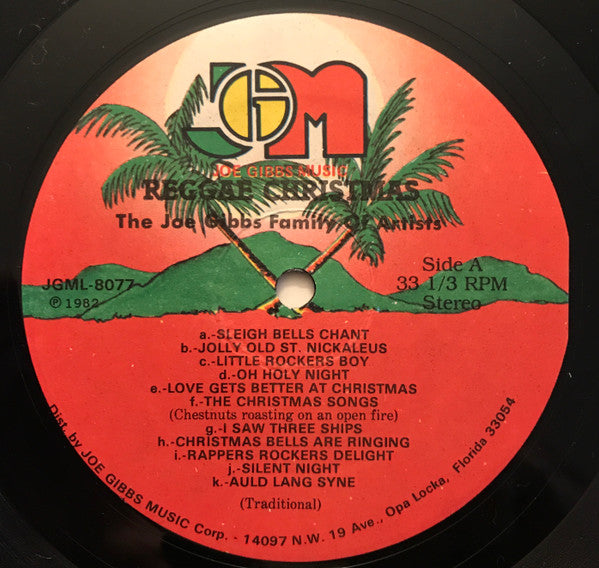 JGM
JOE GIBBS MUSIC
REGGAE CHRISTMAS
The Joe Gibbs Family Of Artists
JGML-8077
℗ 1982
Side A
33 1/3 RPM
Stereo
a.-SLEIGH BELLS CHANT
b.-JOLLY OLD ST. NICKALEUS
c.-LITTLE ROCKERS BOY
d.-OH HOLY NIGHT
e.-LOVE GETS BETTER AT CHRISTMAS
f.-THE CHRISTMAS SONGS
(Chestnuts roasting on an open fire)
g.-I SAW THREE SHIPS
h.-CHRISTMAS BELLS ARE RINGING
i.-RAPPERS ROCKERS DELIGHT
j.-SILENT NIGHT
k.-AULD LANG SYNE
(Traditional)
Dist. by JOE GIBBS MUSIC Corp. - 14097 N.W. 19 Ave., Opa Locka, Florida 33054